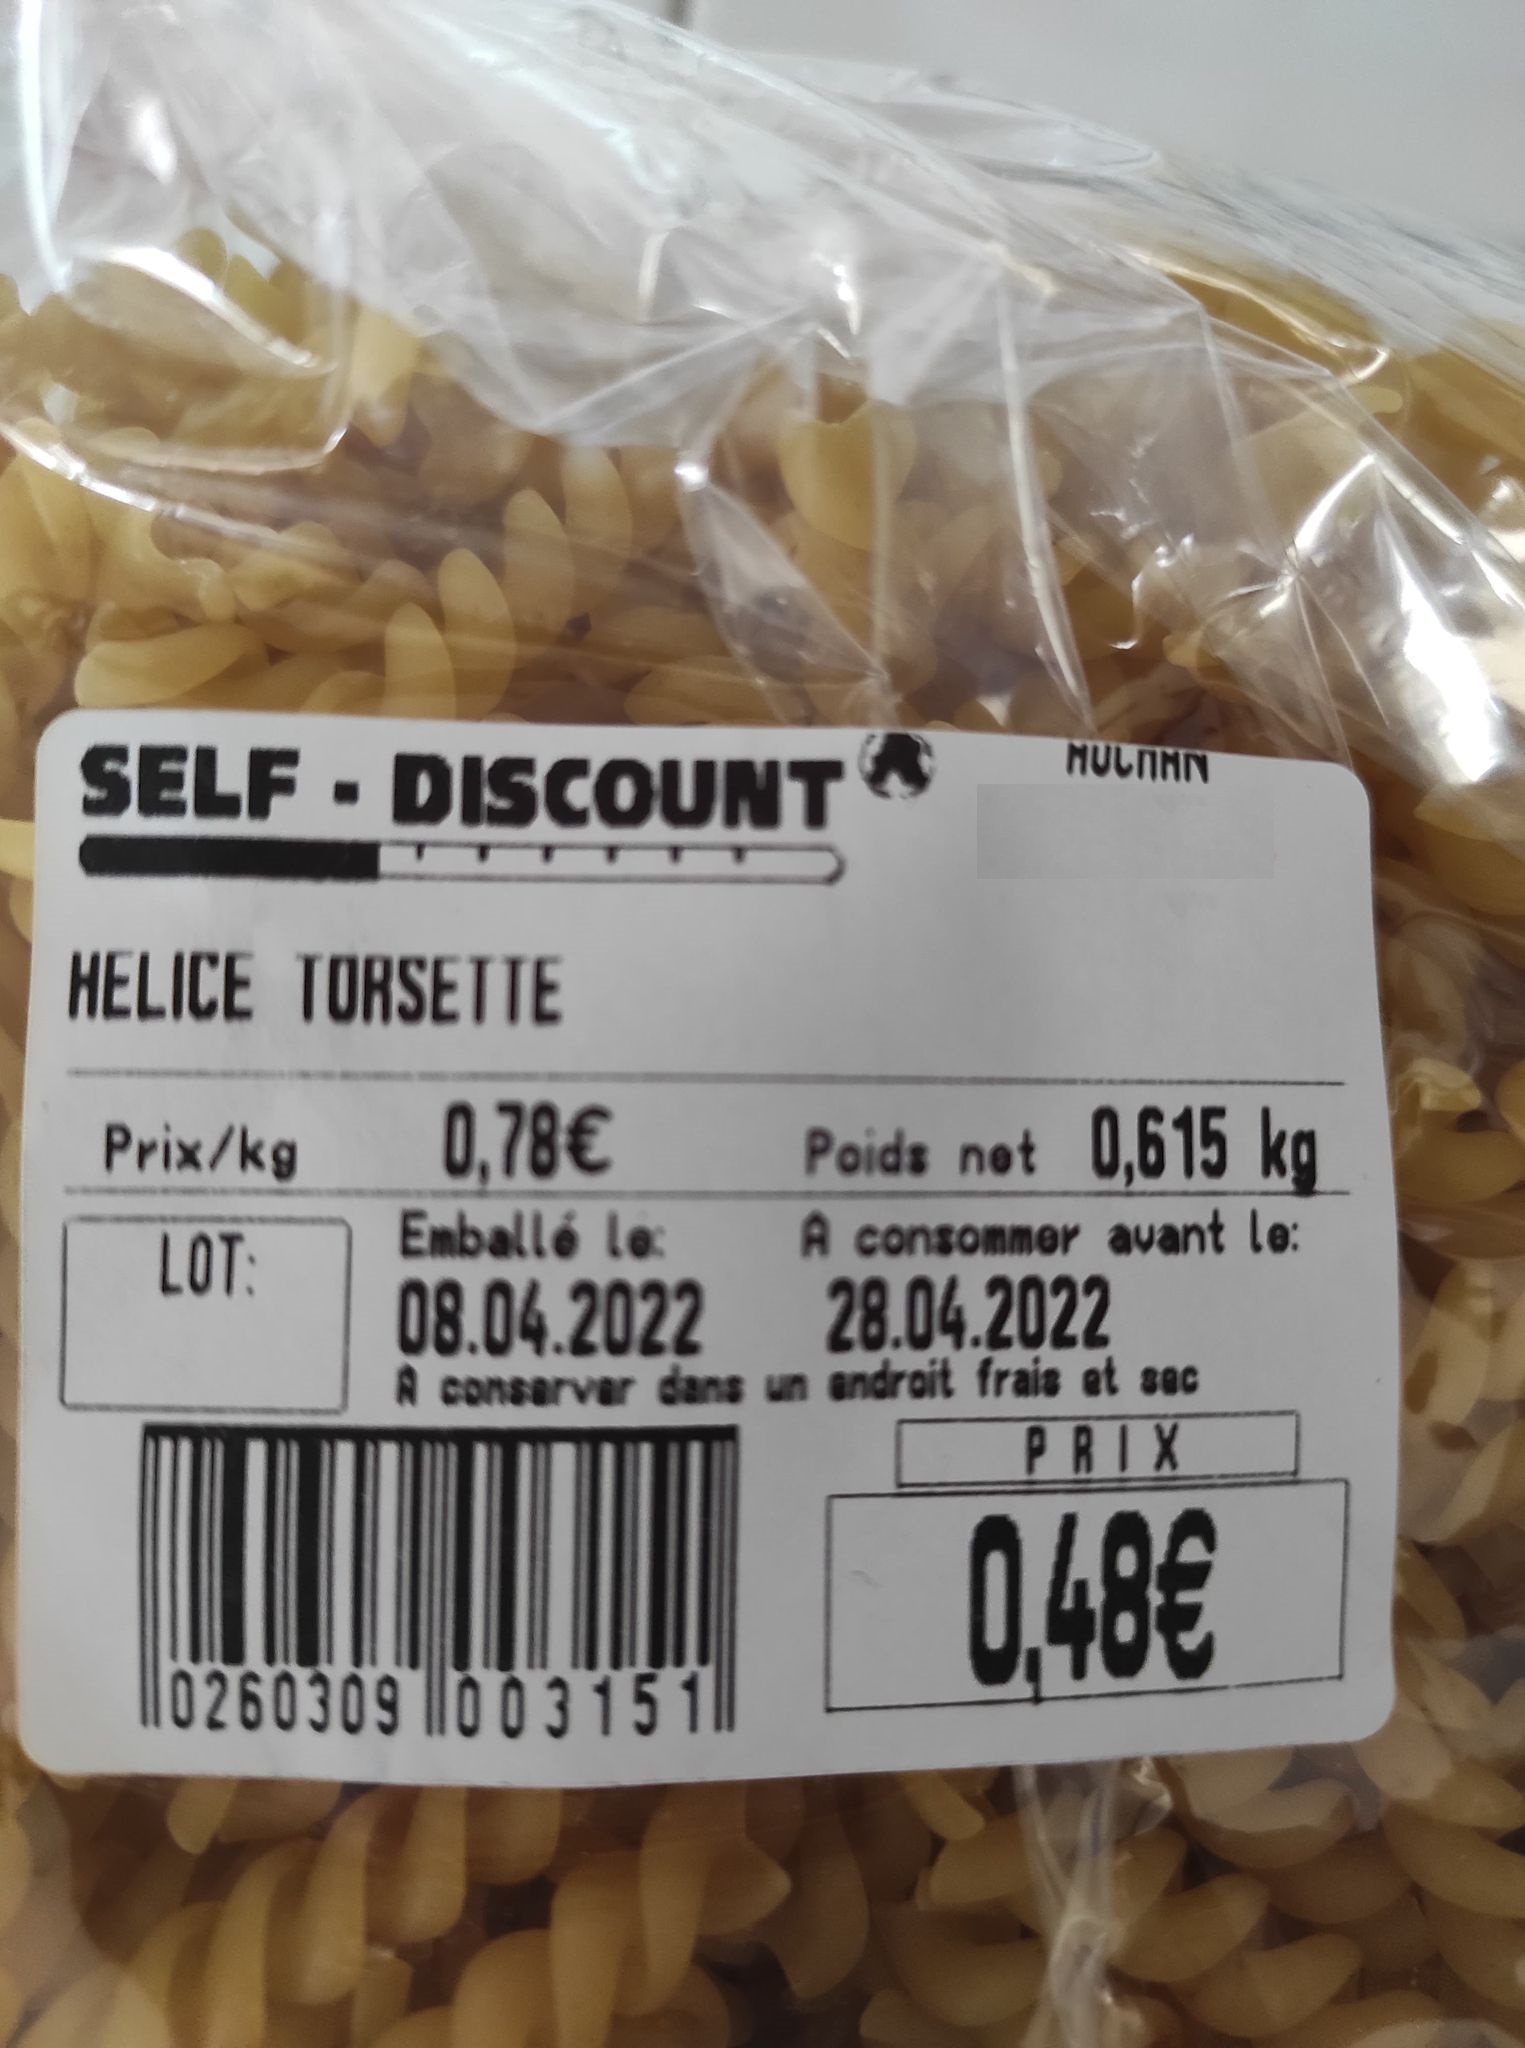 SELF - DISCOUNT
AUCHAN
HELICE TORSETTE
Prix/kg 0,78€ Poids net 0,615 kg
LOT:
Emballé le: A consommer avant le:
08.04.2022 28.04.2022
A conserver dans un endroit frais et sec
PRIX
0,48€
0260309 003151